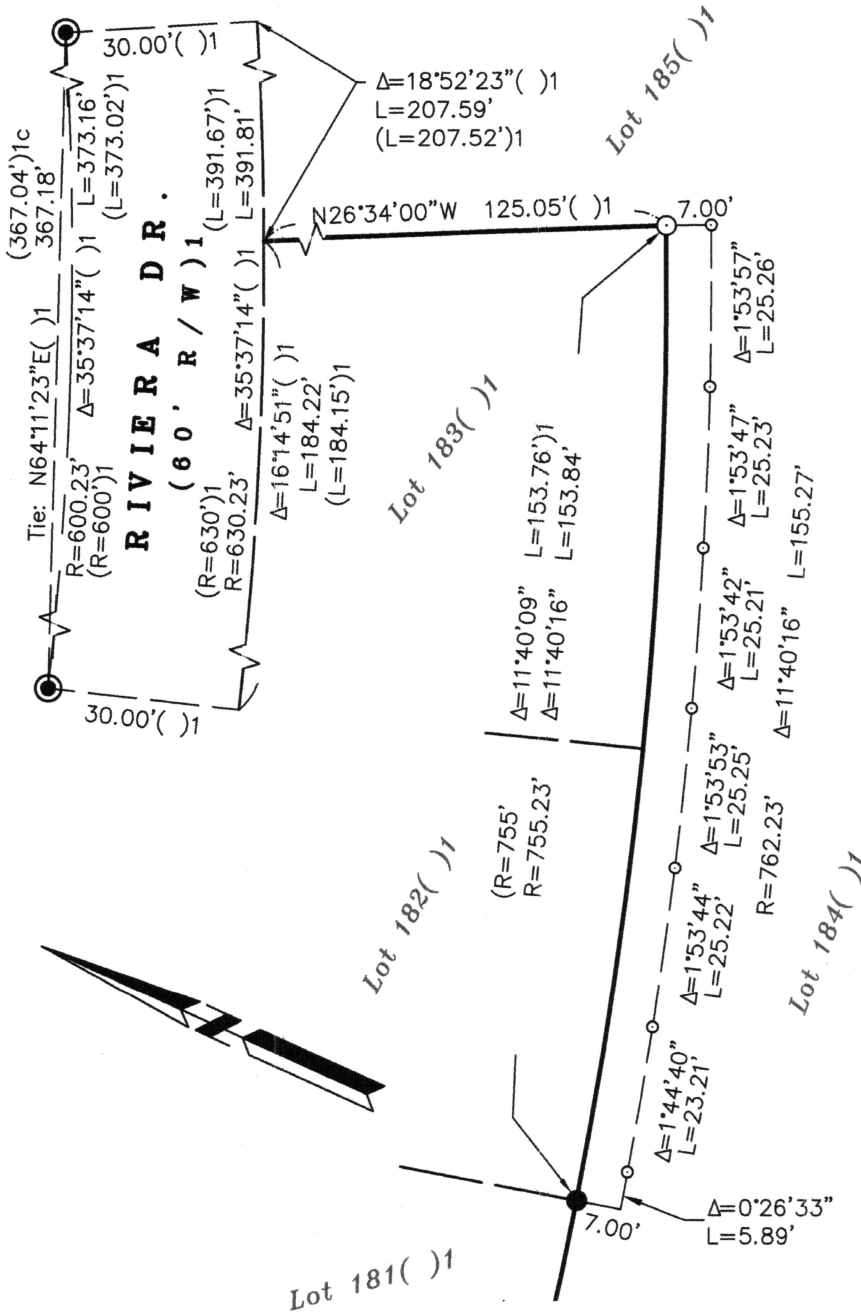 30.00'( )1
Tie: N64°11'23"E( )1
(367.04')1c
367.18'
R=600.23'
(R=600')1
Δ=35°37'14"( )1
L=373.16'
(L=373.02')1
RIVIERA DR.
(60' R/W)1
(R=630')1
R=630.23'
Δ=35°37'14"( )1
(L=391.67')1
L=391.81'
Δ=18°52'23"( )1
L=207.59'
(L=207.52')1
Δ=16°14'51"( )1
L=184.22'
(L=184.15')1
30.00'( )1
N26°34'00"W 125.05'( )1
7.00'
Lot 185( )1
Lot 183( )1
Lot 182( )1
(R=755'
R=755.23'
Δ=11°40'09"
Δ=11°40'16"
L=153.76')1
L=153.84'
Δ=1°53'57"
L=25.26'
Δ=1°53'47"
L=25.23'
Δ=1°53'42"
L=25.21'
Δ=1°53'53"
L=25.25'
Δ=1°53'44"
L=25.22'
Δ=1°44'40"
L=23.21'
R=762.23'
Δ=11°40'16"
L=155.27'
Lot 184( )1
7.00'
Δ=0°26'33"
L=5.89'
Lot 181( )1
N